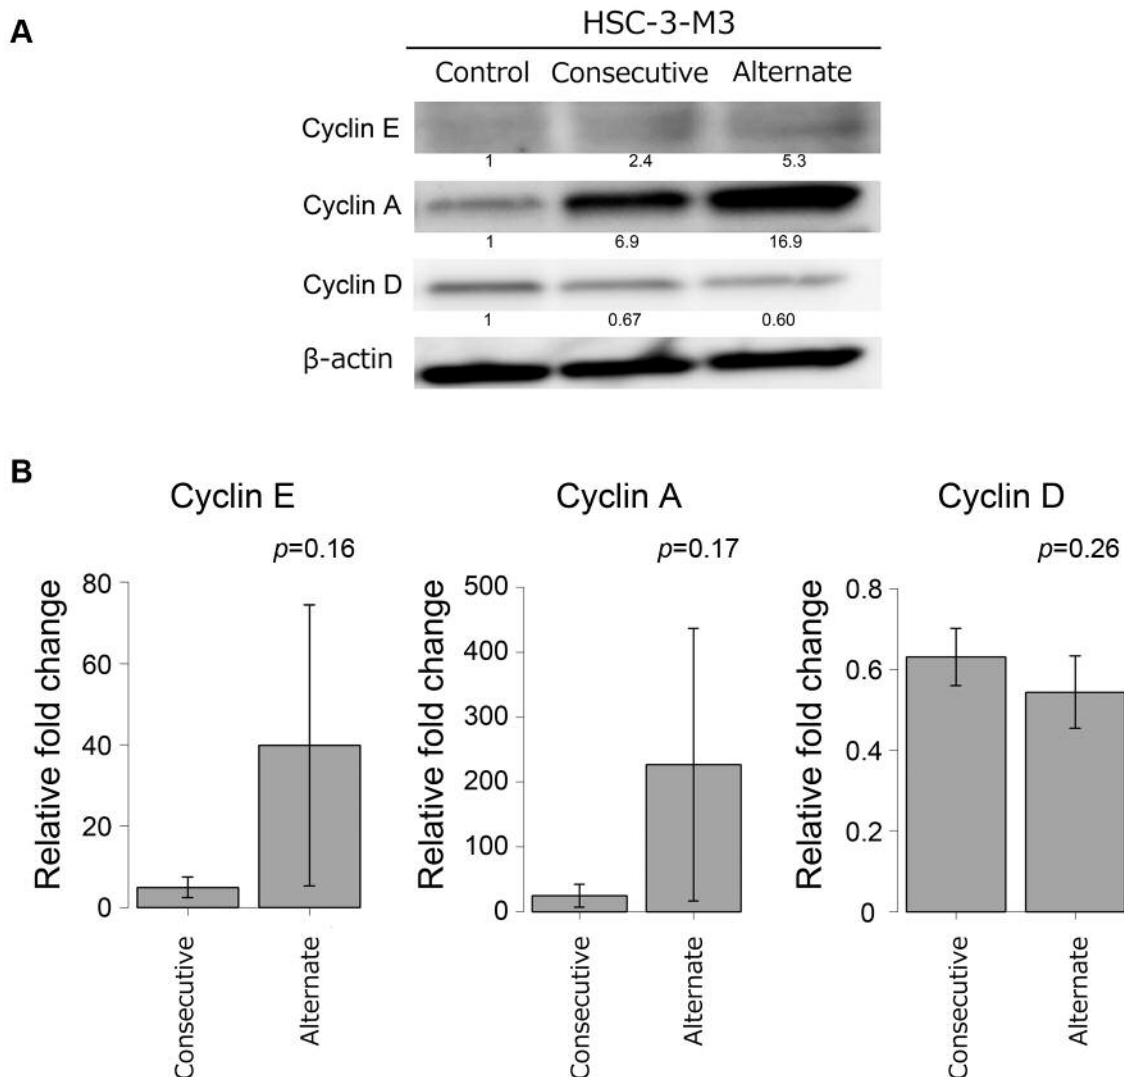 A
HSC-3-M3
Control Consecutive Alternate
Cyclin E
1 2.4 5.3
Cyclin A
1 6.9 16.9
Cyclin D
1 0.67 0.60
β-actin
B
Cyclin E
p=0.16
Relative fold change
80
60
40
20
0
Consecutive
Alternate
Cyclin A
p=0.17
Relative fold change
500
400
300
200
100
0
Consecutive
Alternate
Cyclin D
p=0.26
Relative fold change
0.8
0.6
0.4
0.2
0
Consecutive
Alternate